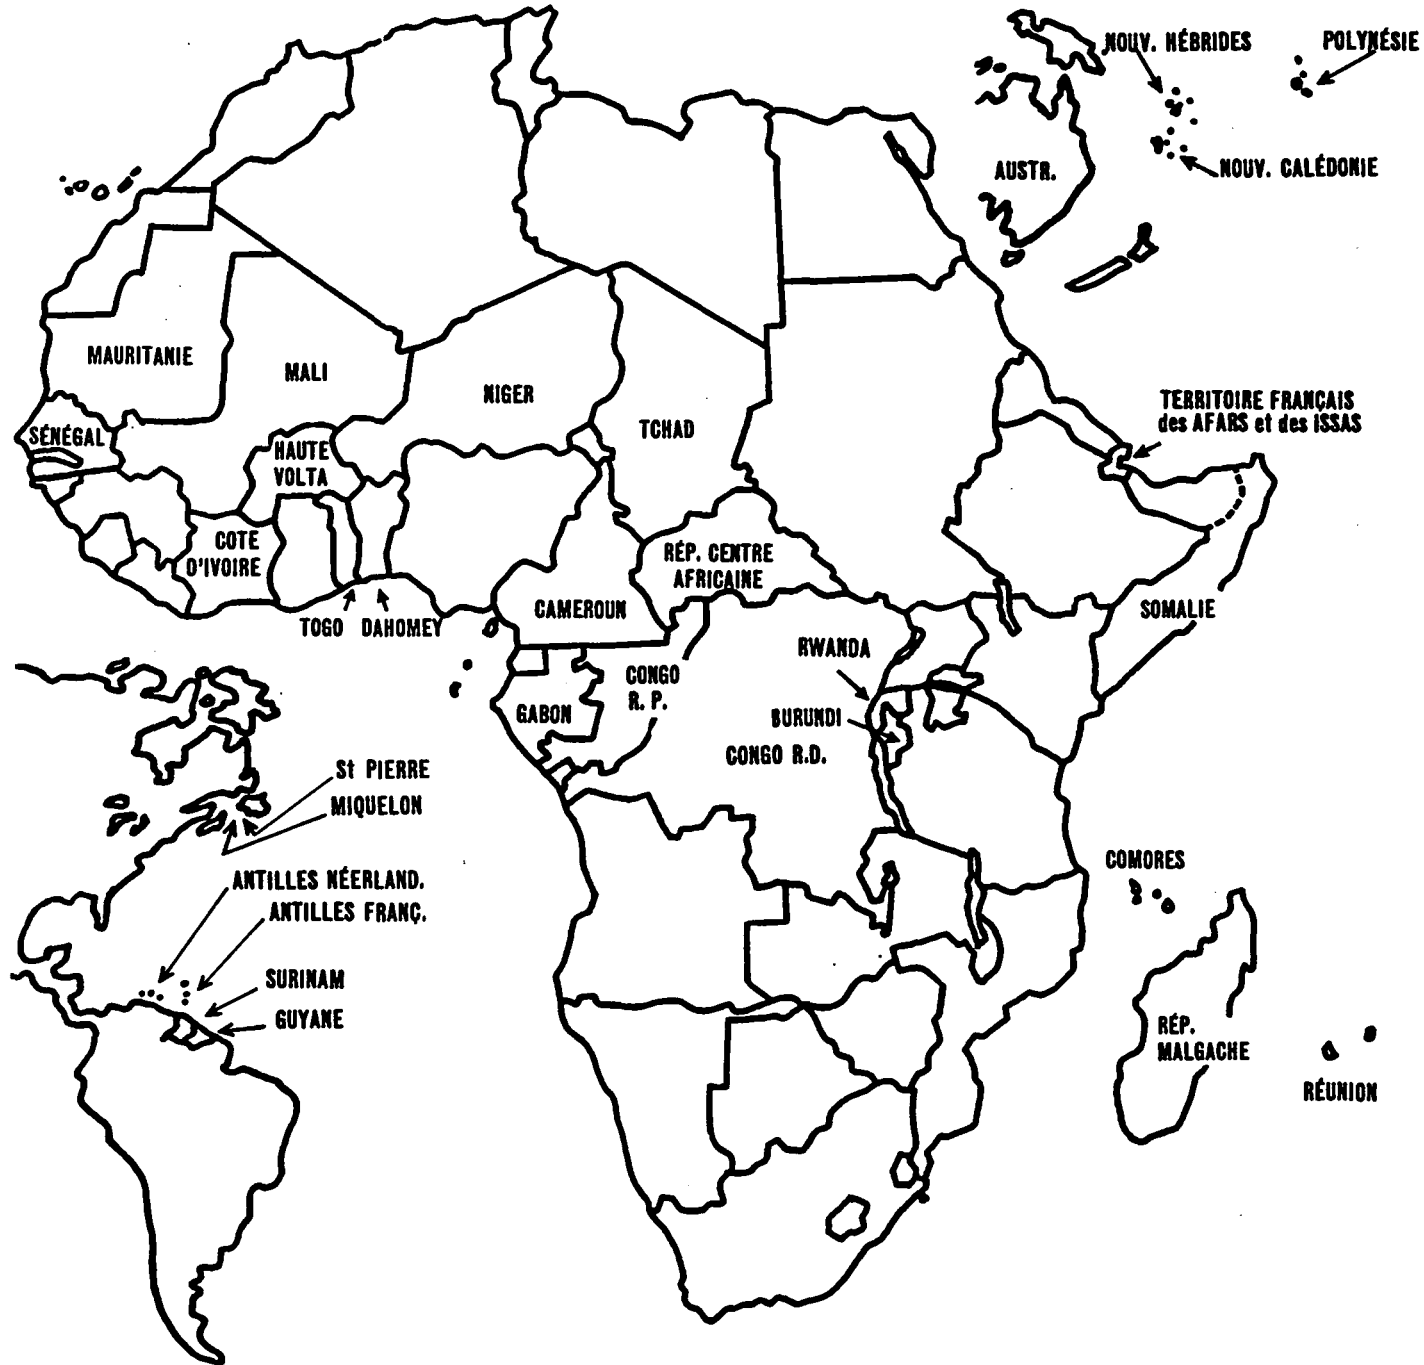 NOUV. HÉBRIDES
POLYNÉSIE
AUSTR.
NOUV. CALÉDONIE
MAURITANIE
MALI
NIGER
TCHAD
TERRITOIRE FRANÇAIS
des AFARS et des ISSAS
SÉNÉGAL
HAUTE
VOLTA
COTE
D'IVOIRE
RÉP. CENTRE
AFRICAINE
TOGO
DAHOMEY
CAMEROUN
SOMALIE
RWANDA
CONGO
R. P.
GABON
BURUNDI
CONGO R.D.
St PIERRE
MIQUELON
ANTILLES NÉERLAND.
ANTILLES FRANÇ.
COMORES
SURINAM
GUYANE
RÉP.
MALGACHE
RÉUNION